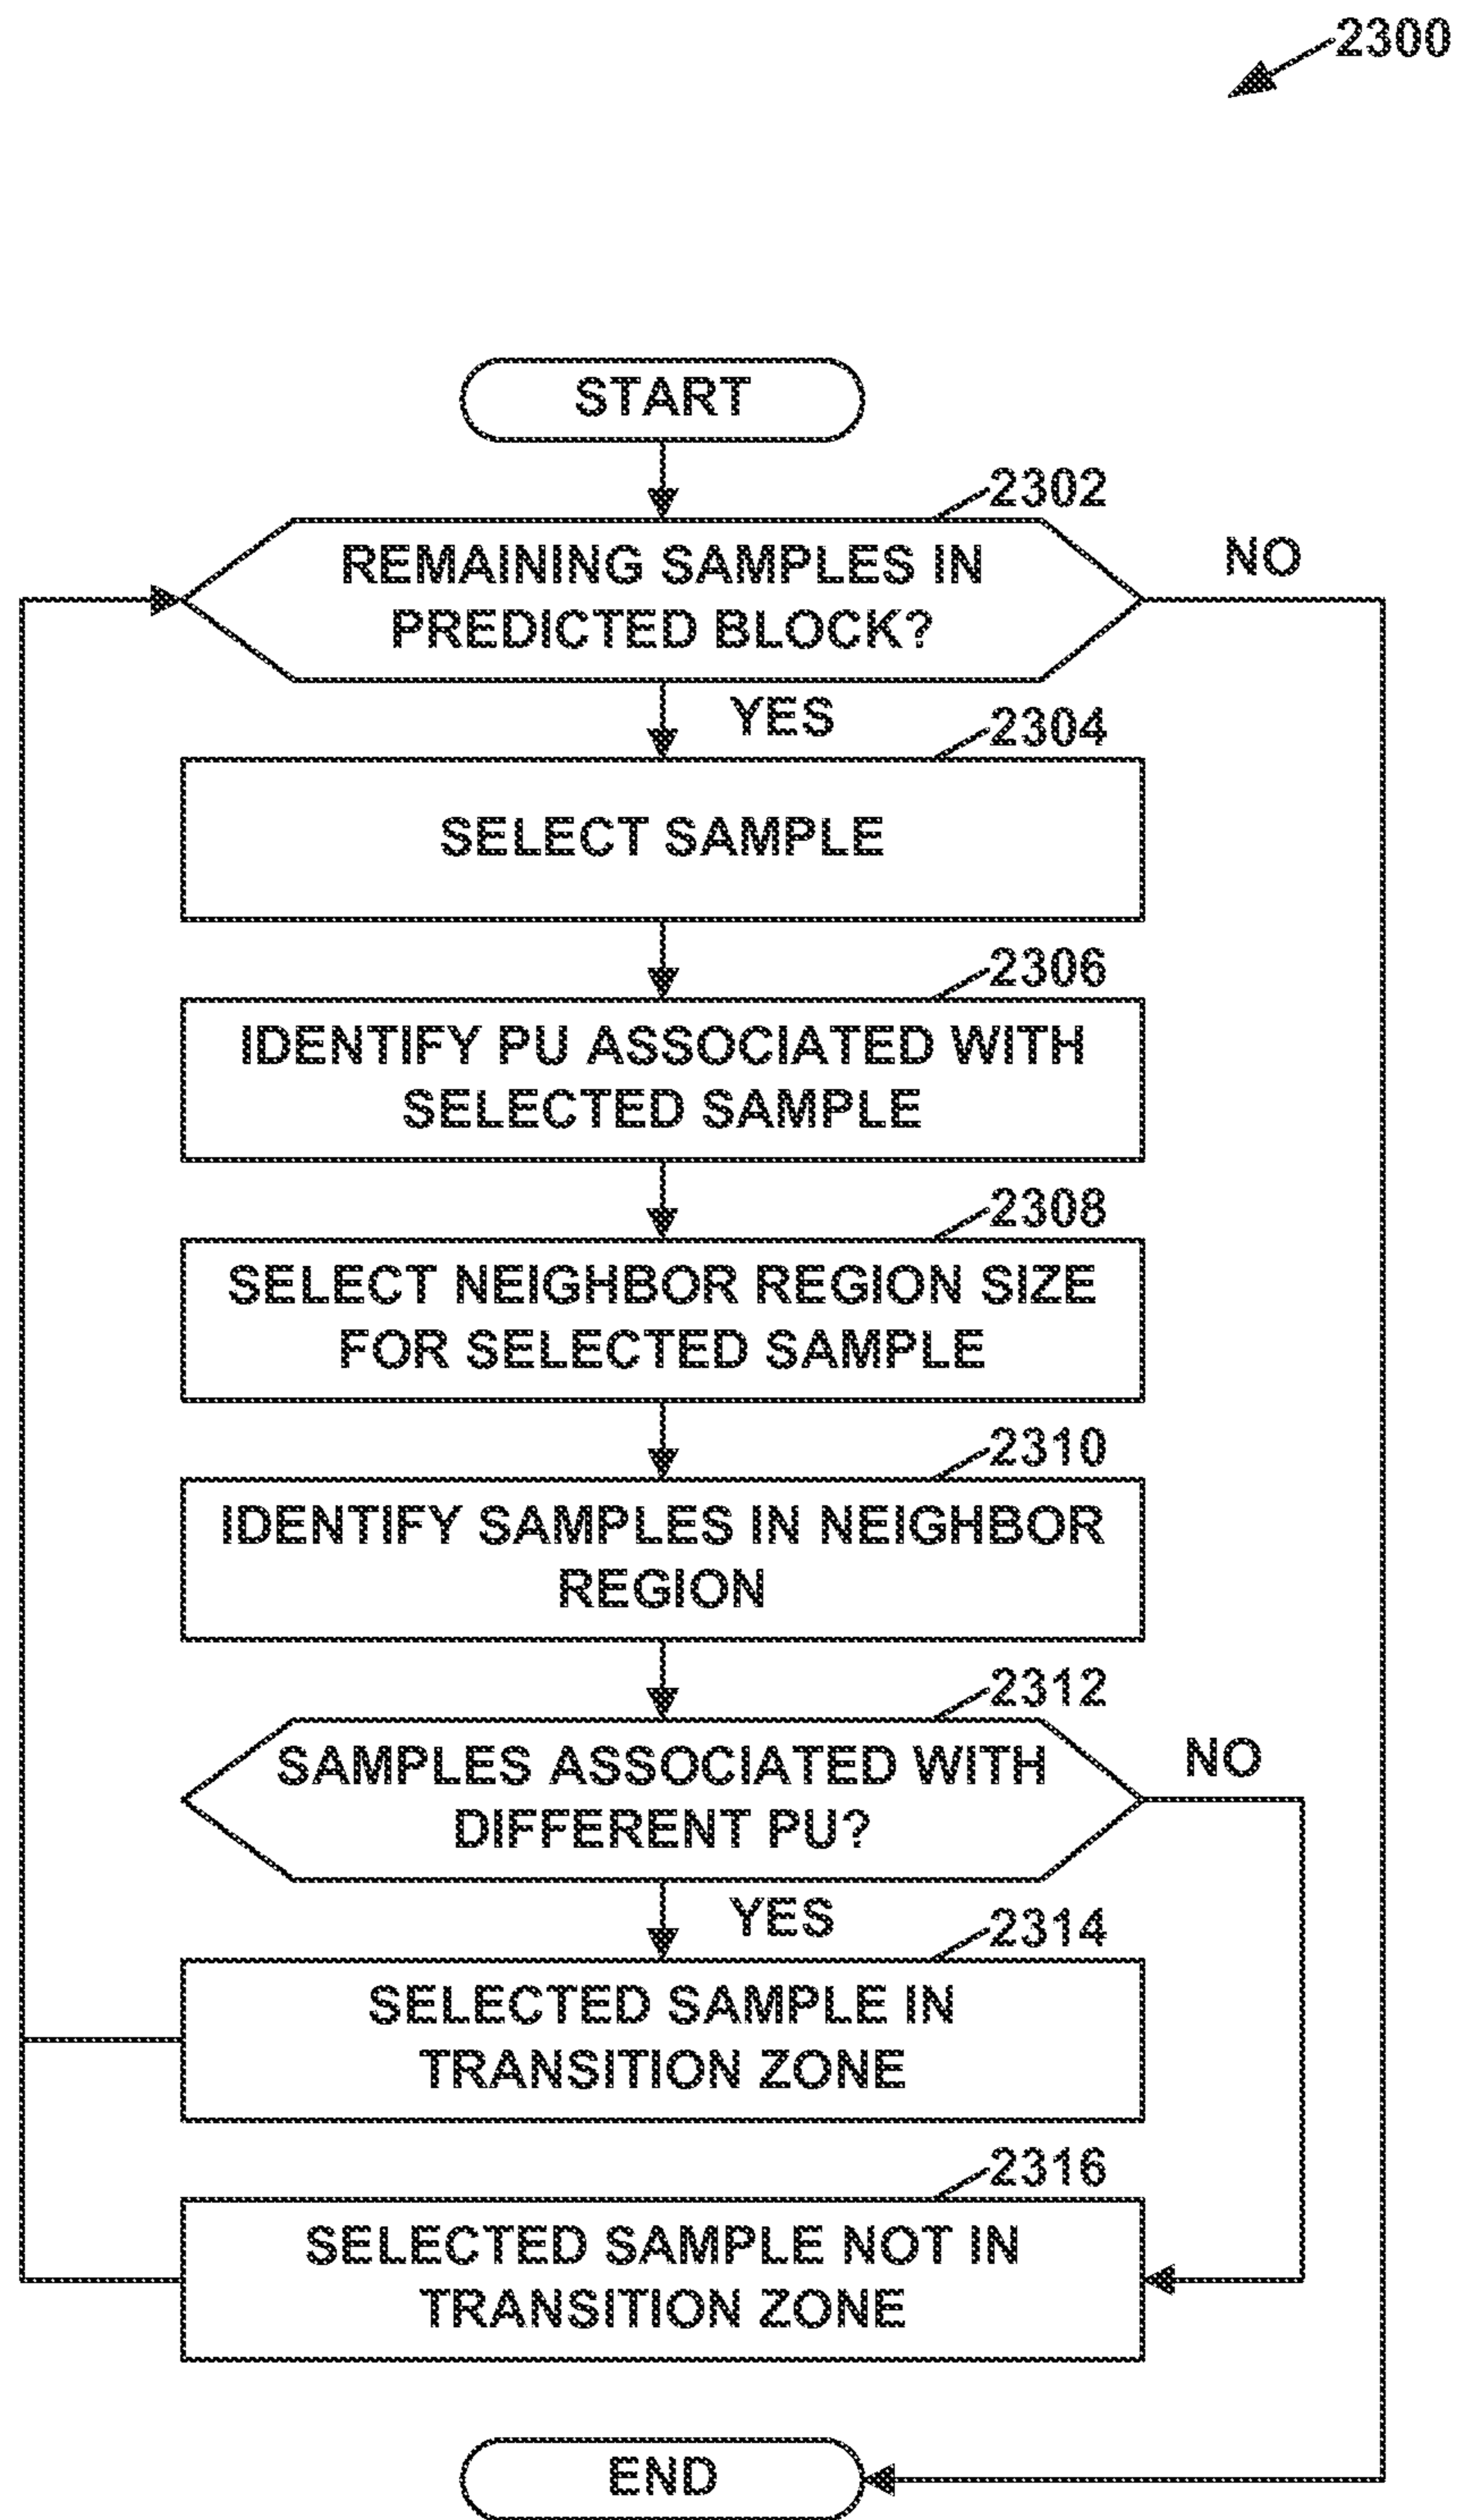 2300
START
2302
REMAINING SAMPLES IN
PREDICTED BLOCK?
NO
YES
2304
SELECT SAMPLE
2306
IDENTIFY PU ASSOCIATED WITH
SELECTED SAMPLE
2308
SELECT NEIGHBOR REGION SIZE
FOR SELECTED SAMPLE
2310
IDENTIFY SAMPLES IN NEIGHBOR
REGION
2312
SAMPLES ASSOCIATED WITH
DIFFERENT PU?
NO
YES
2314
SELECTED SAMPLE IN
TRANSITION ZONE
2316
SELECTED SAMPLE NOT IN
TRANSITION ZONE
END